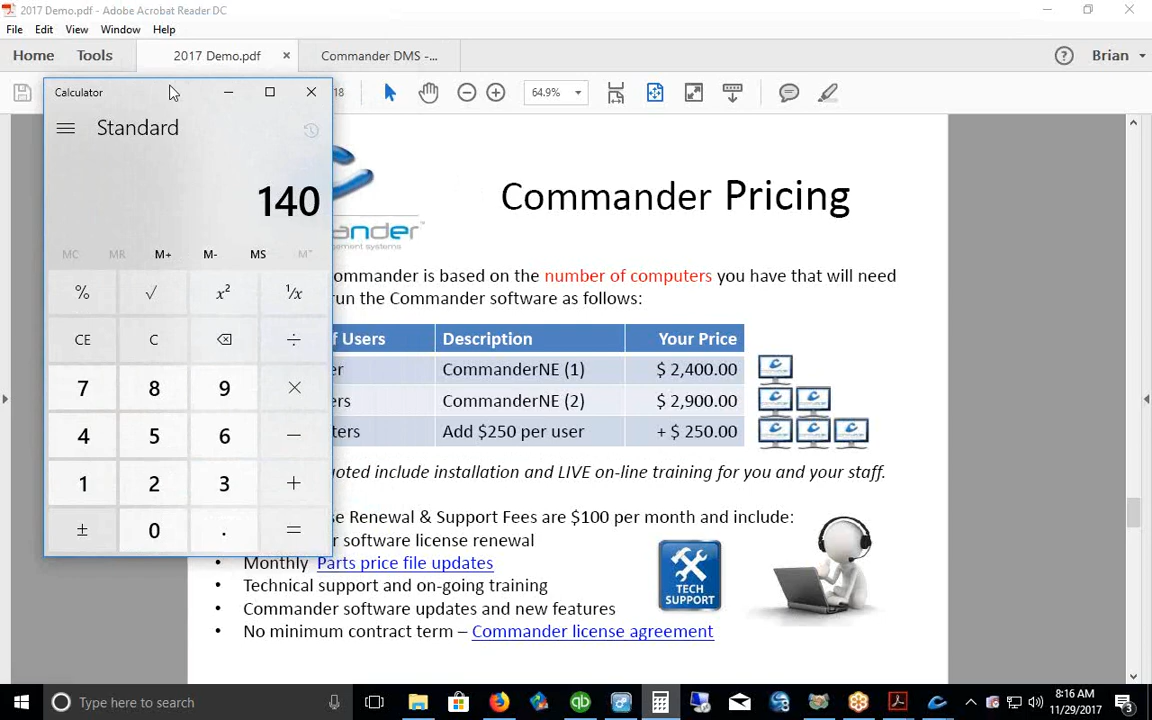 2017 Demo.pdf - Adobe Acrobat Reader DC
File Edit View Window Help
Home Tools 2017 Demo.pdf × Commander DMS -... Brian
Calculator
18 64.9%
Standard
140
MC MR M+ M- MS M
% √ x² ¹/x
CE C ÷
7 8 9 ×
4 5 6 −
1 2 3 +
± 0 . =
Commander Pricing
ander™
gement systems
ommander is based on the number of computers you have that will need
run the Commander software as follows:
f Users Description Your Price
er CommanderNE (1) $ 2,400.00
ers CommanderNE (2) $ 2,900.00
ters Add $250 per user + $ 250.00
oted include installation and LIVE on-line training for you and your staff.
se Renewal & Support Fees are $100 per month and include:
r software license renewal
• Monthly Parts price file updates
• Technical support and on-going training
• Commander software updates and new features
• No minimum contract term – Commander license agreement
TECH
SUPPORT
Type here to search
8:16 AM
11/29/2017
3